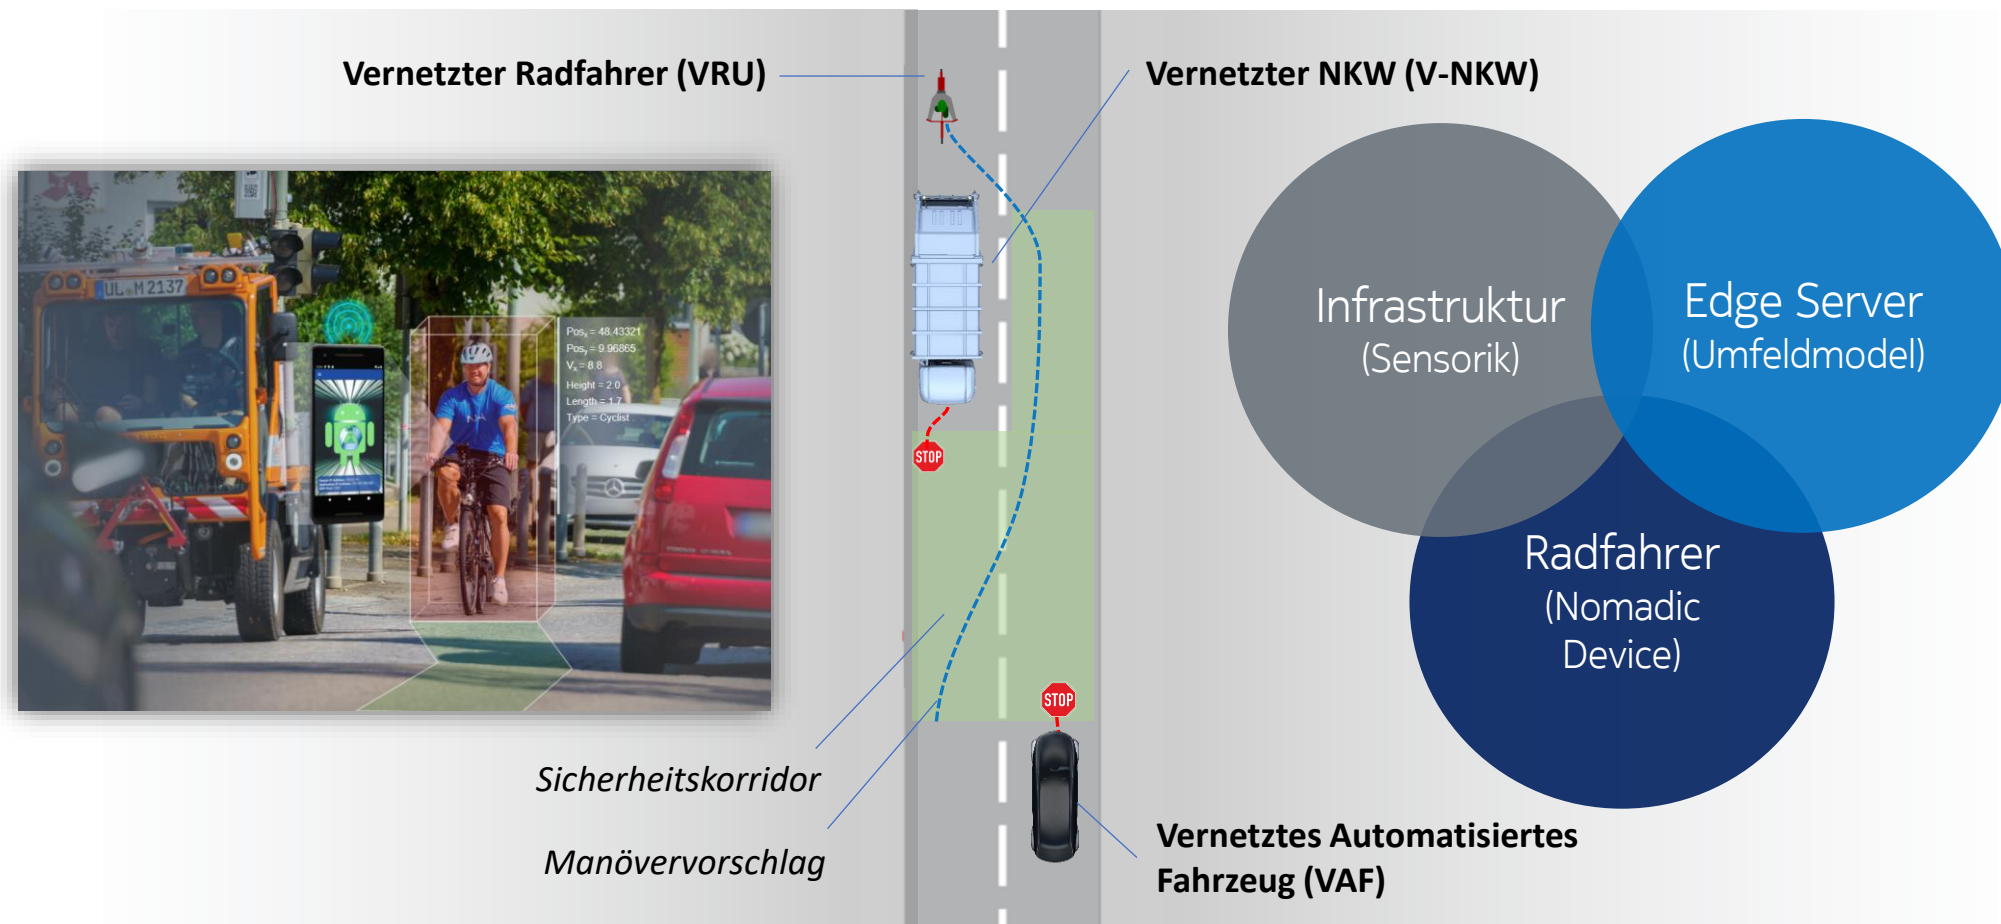 Vernetzter Radfahrer (VRU)
Vernetzter NKW (V-NKW)
UL M 2137
Posₓ = 48.43321
Posᵧ = 9.96865
Vₓ = 8.8
Height = 2.0
Length = 1.7
Type = Cyclist
STOP
STOP
Sicherheitskorridor
Manövervorschlag
Vernetztes Automatisiertes
Fahrzeug (VAF)
Infrastruktur
(Sensorik)
Edge Server
(Umfeldmodel)
Radfahrer
(Nomadic
Device)